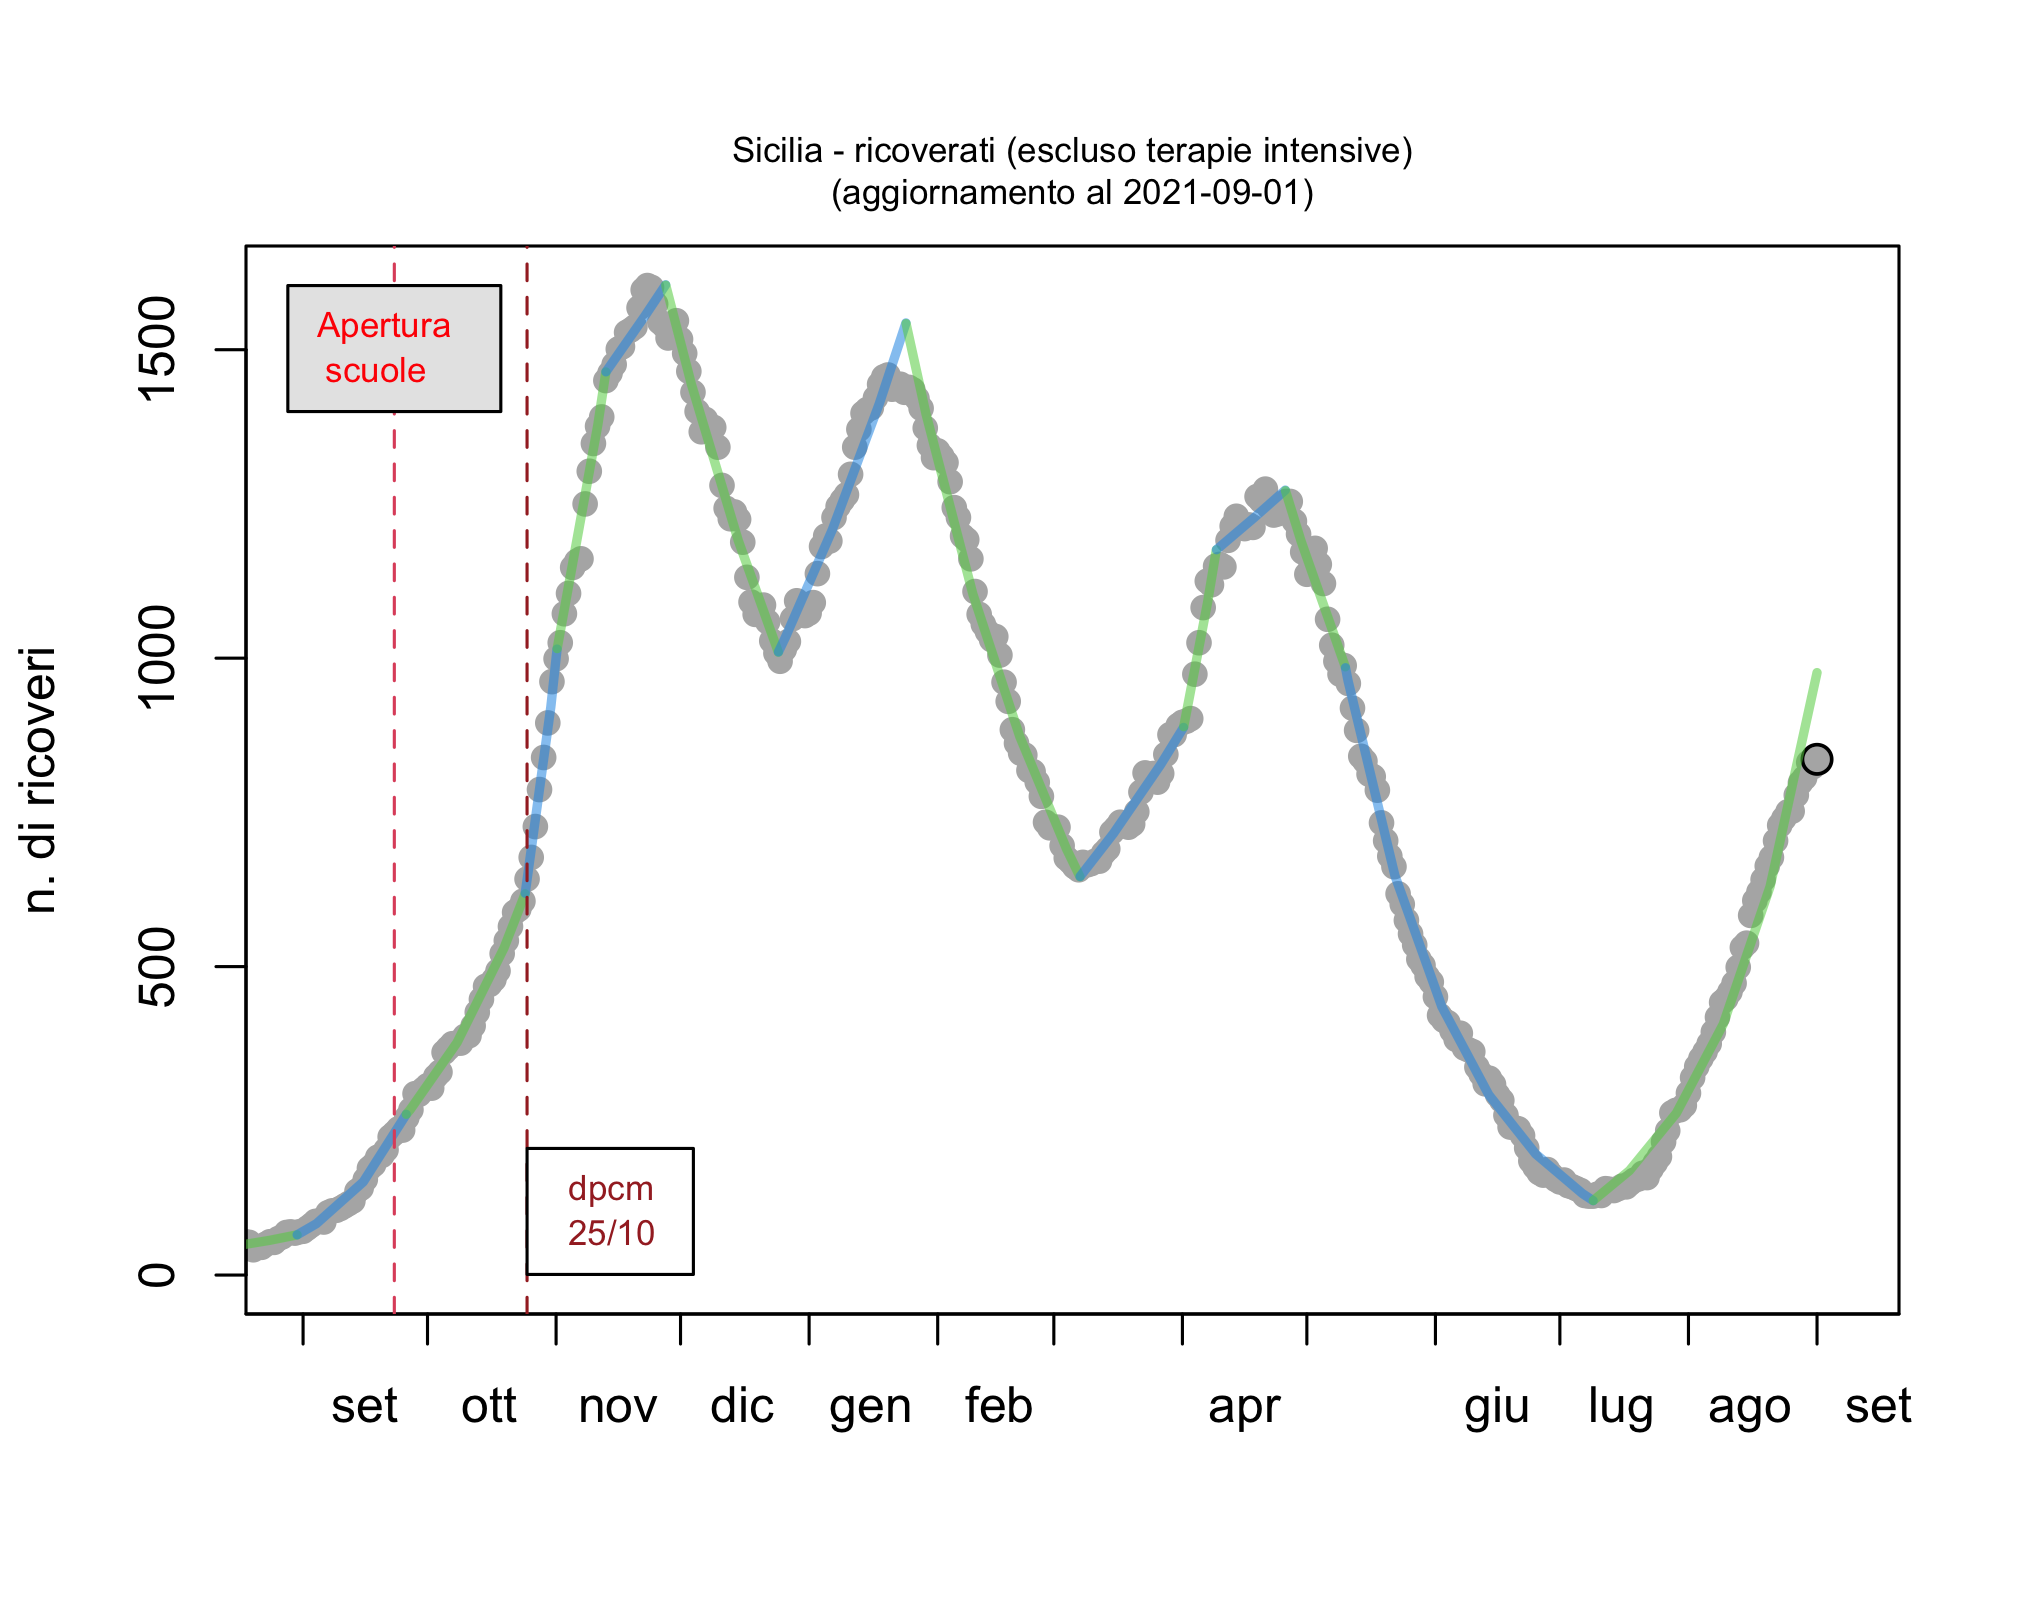 Sicilia - ricoverati (escluso terapie intensive)
(aggiornamento al 2021-09-01)
Apertura
scuole
dpcm
25/10
n. di ricoveri
1500
1000
500
0
set ott nov dic gen feb apr giu lug ago set